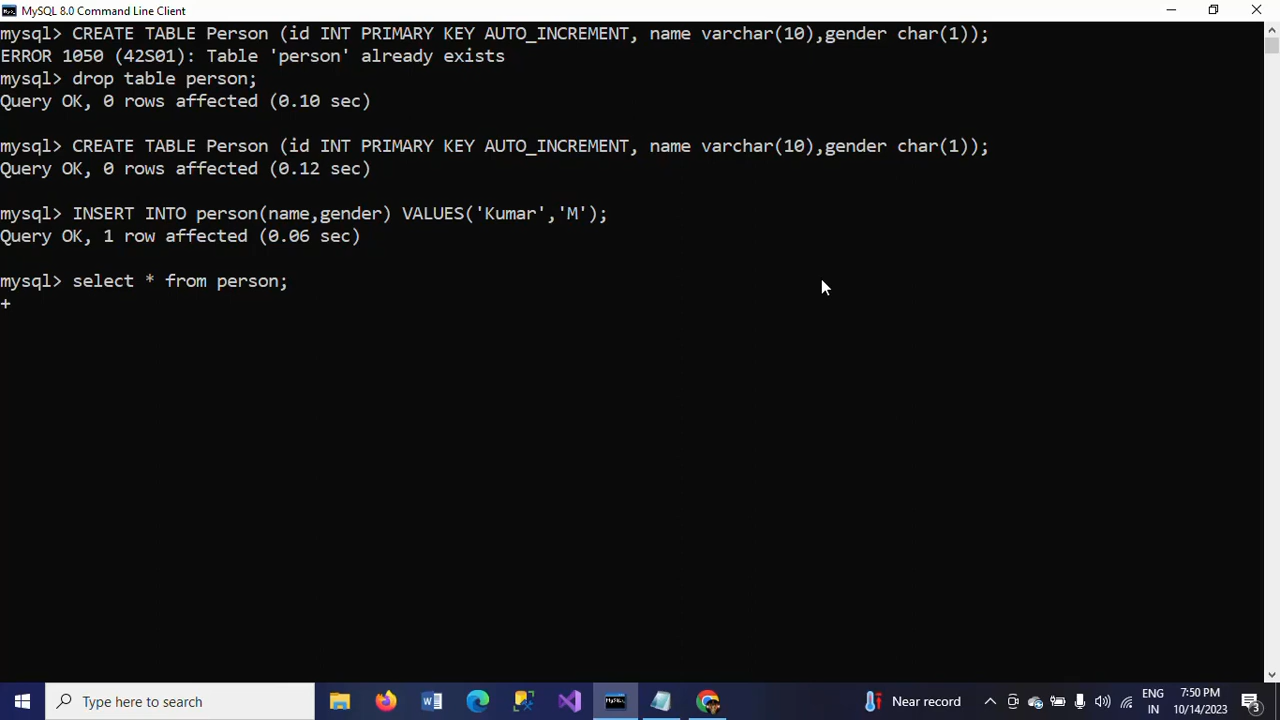 MySQL 8.0 Command Line Client
mysql> CREATE TABLE Person (id INT PRIMARY KEY AUTO_INCREMENT, name varchar(10),gender char(1));
ERROR 1050 (42S01): Table 'person' already exists
mysql> drop table person;
Query OK, 0 rows affected (0.10 sec)
mysql> CREATE TABLE Person (id INT PRIMARY KEY AUTO_INCREMENT, name varchar(10),gender char(1));
Query OK, 0 rows affected (0.12 sec)
mysql> INSERT INTO person(name,gender) VALUES('Kumar','M');
Query OK, 1 row affected (0.06 sec)
mysql> select * from person;
+
Type here to search
MySQL
Near record
ENG
IN
7:50 PM
10/14/2023
3